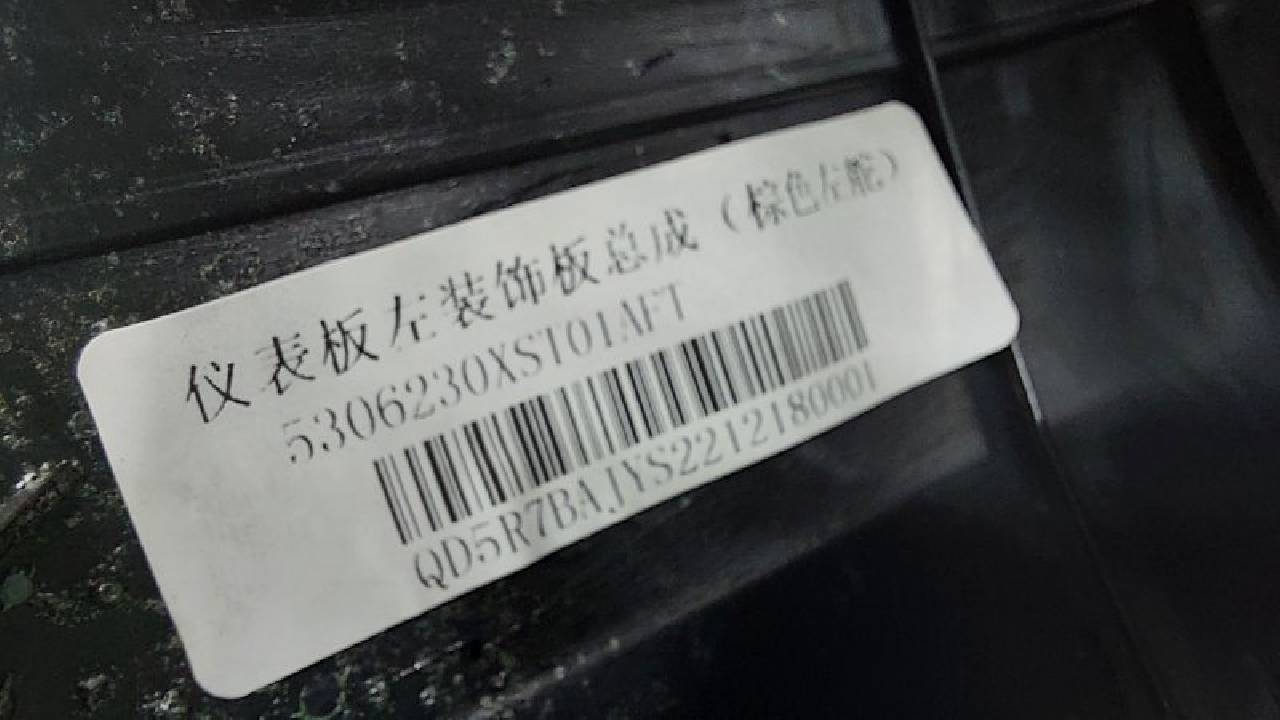 仪表板左装饰板总成（棕色左舵）
5306230XST01AFT
QD5R7BAJYS2212180001